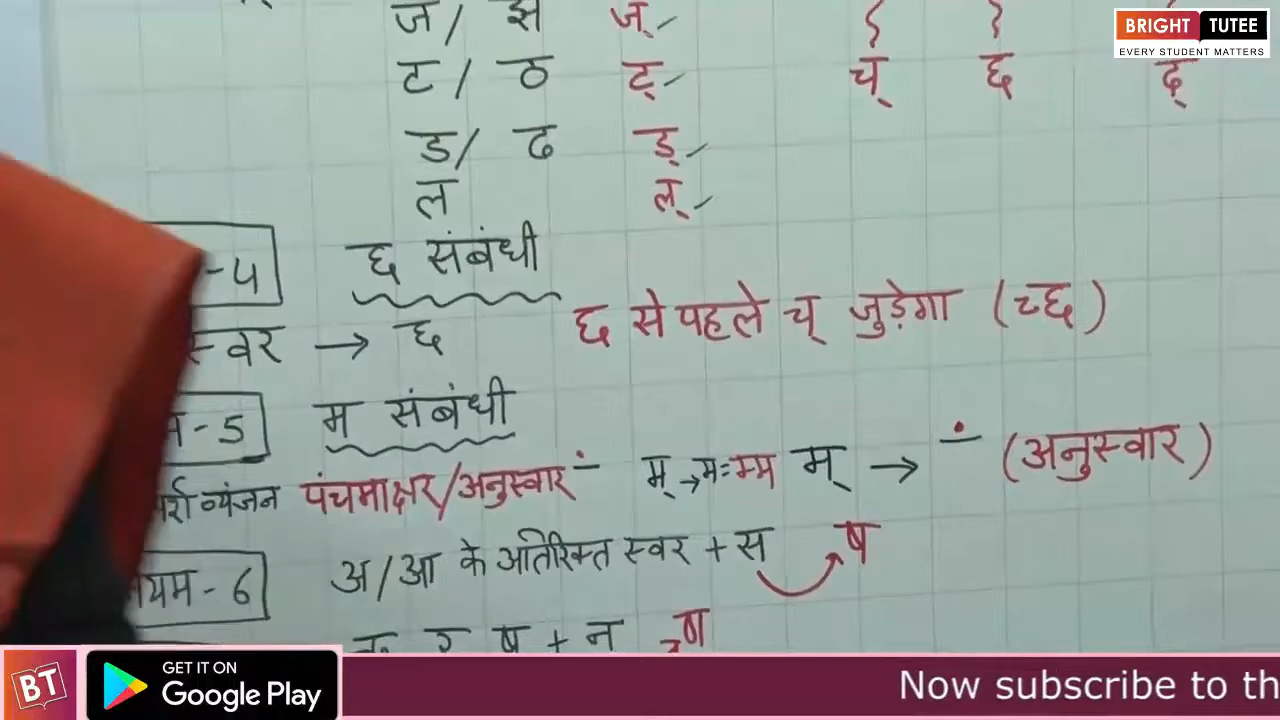 BRIGHT TUTEE
EVERY STUDENT MATTERS
ज / झ ज्
ट / ठ ट् च् छ द्
ड / ढ ड्
ल ल्
-4 छ संबंधी
स्वर → छ छ से पहले च् जुड़ेगा (च्छ)
-5 म संबंधी
व्यंजन पंचमाक्षर/अनुस्वार ं म् → म = म्म म् → ं (अनुस्वार)
नियम - 6 अ/आ के अतिरिक्त स्वर + स ष
ष + न ण
BT GET IT ON
Google Play
Now subscribe to th